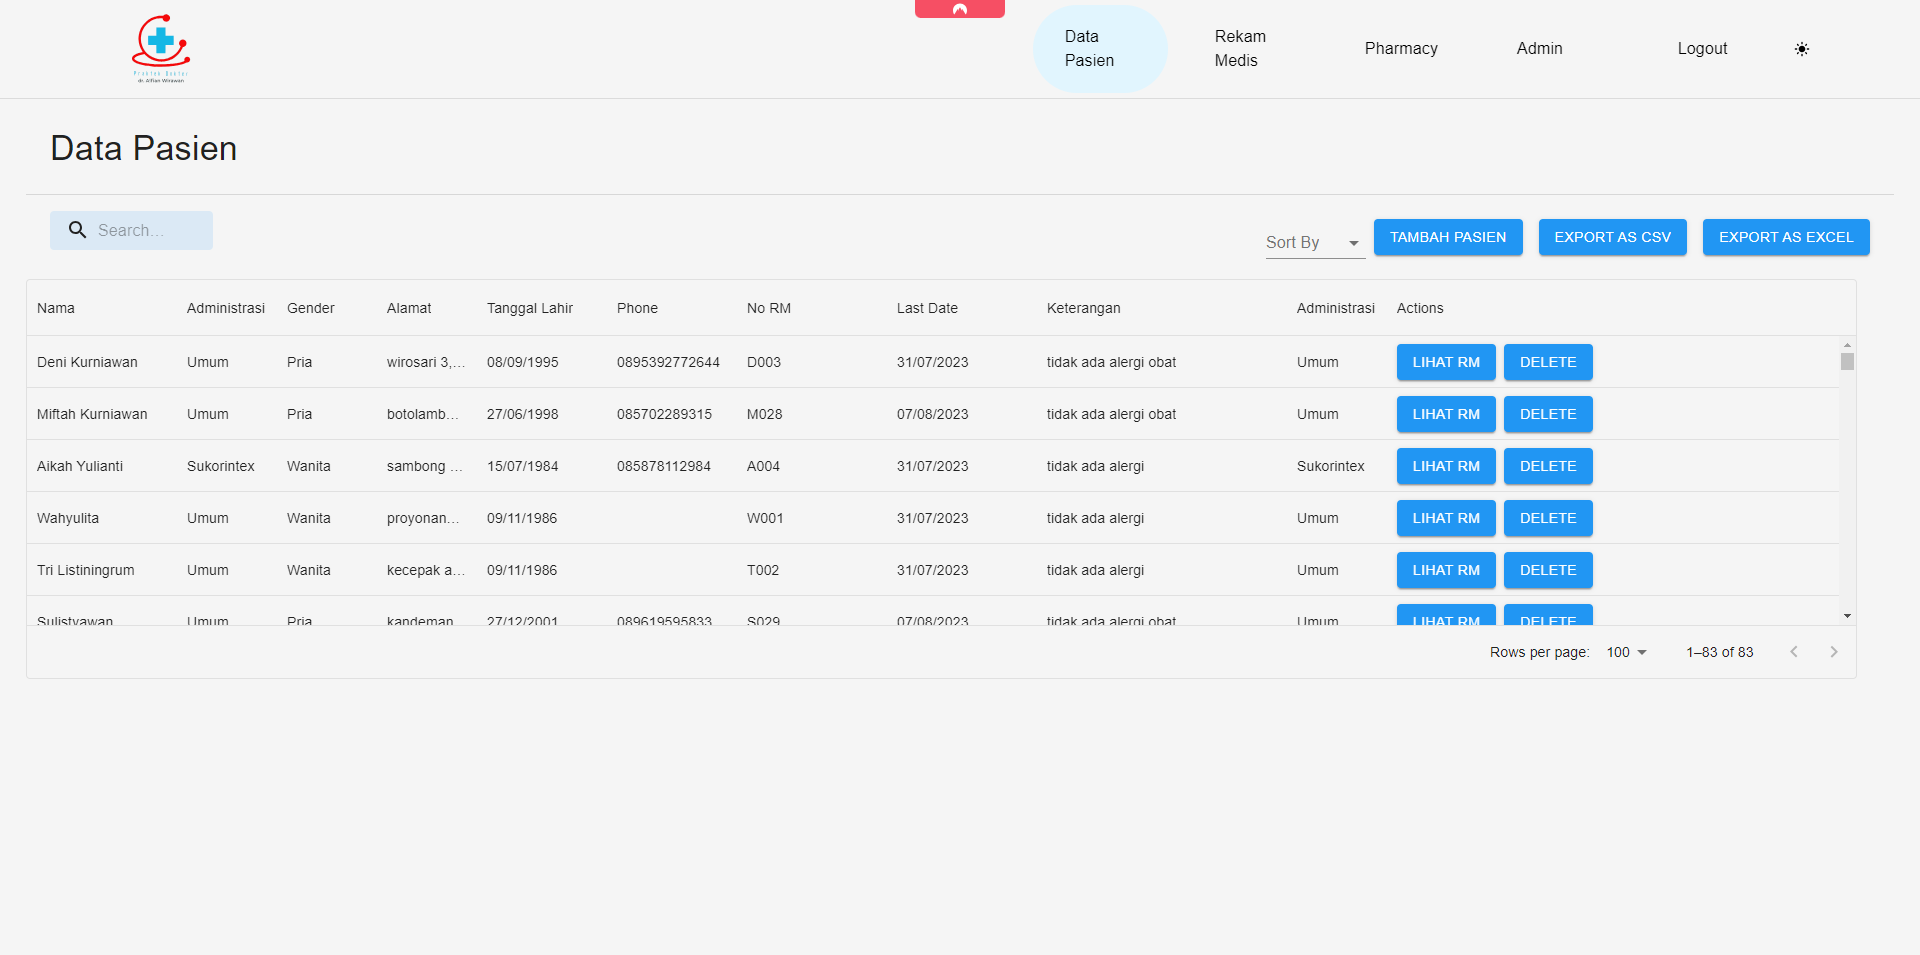 Praktek Dokter
dr. Alfian Wirawan
Data Pasien
Rekam Medis
Pharmacy
Admin
Logout
Data Pasien
Search…
Sort By
TAMBAH PASIEN
EXPORT AS CSV
EXPORT AS EXCEL
Nama Administrasi Gender Alamat Tanggal Lahir Phone No RM Last Date Keterangan Administrasi Actions
Deni Kurniawan Umum Pria wirosari 3,… 08/09/1995 0895392772644 D003 31/07/2023 tidak ada alergi obat Umum LIHAT RM DELETE
Miftah Kurniawan Umum Pria botolamb… 27/06/1998 085702289315 M028 07/08/2023 tidak ada alergi obat Umum LIHAT RM DELETE
Aikah Yulianti Sukorintex Wanita sambong … 15/07/1984 085878112984 A004 31/07/2023 tidak ada alergi Sukorintex LIHAT RM DELETE
Wahyulita Umum Wanita proyonan… 09/11/1986 W001 31/07/2023 tidak ada alergi Umum LIHAT RM DELETE
Tri Listiningrum Umum Wanita kecepak a… 09/11/1986 T002 31/07/2023 tidak ada alergi Umum LIHAT RM DELETE
Sulistyawan Umum Pria kandeman 27/12/2001 089619595833 S029 07/08/2023 tidak ada alergi obat Umum LIHAT RM DELETE
Rows per page: 100 1–83 of 83